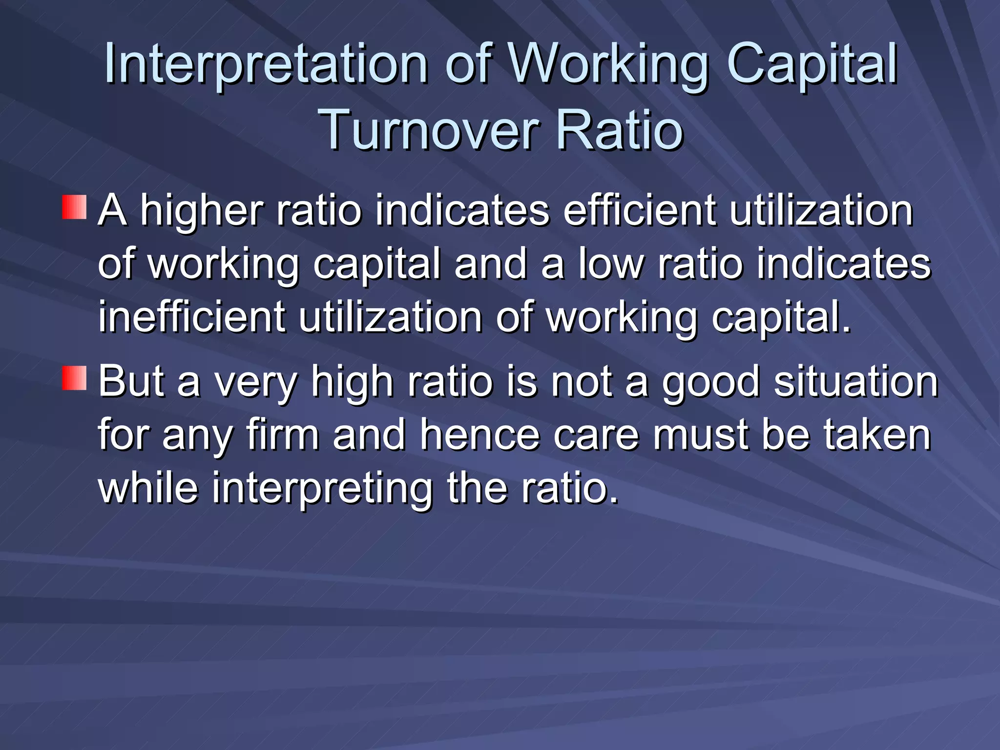 Interpretation of Working Capital
Turnover Ratio
A higher ratio indicates efficient utilization
of working capital and a low ratio indicates
inefficient utilization of working capital.
But a very high ratio is not a good situation
for any firm and hence care must be taken
while interpreting the ratio.